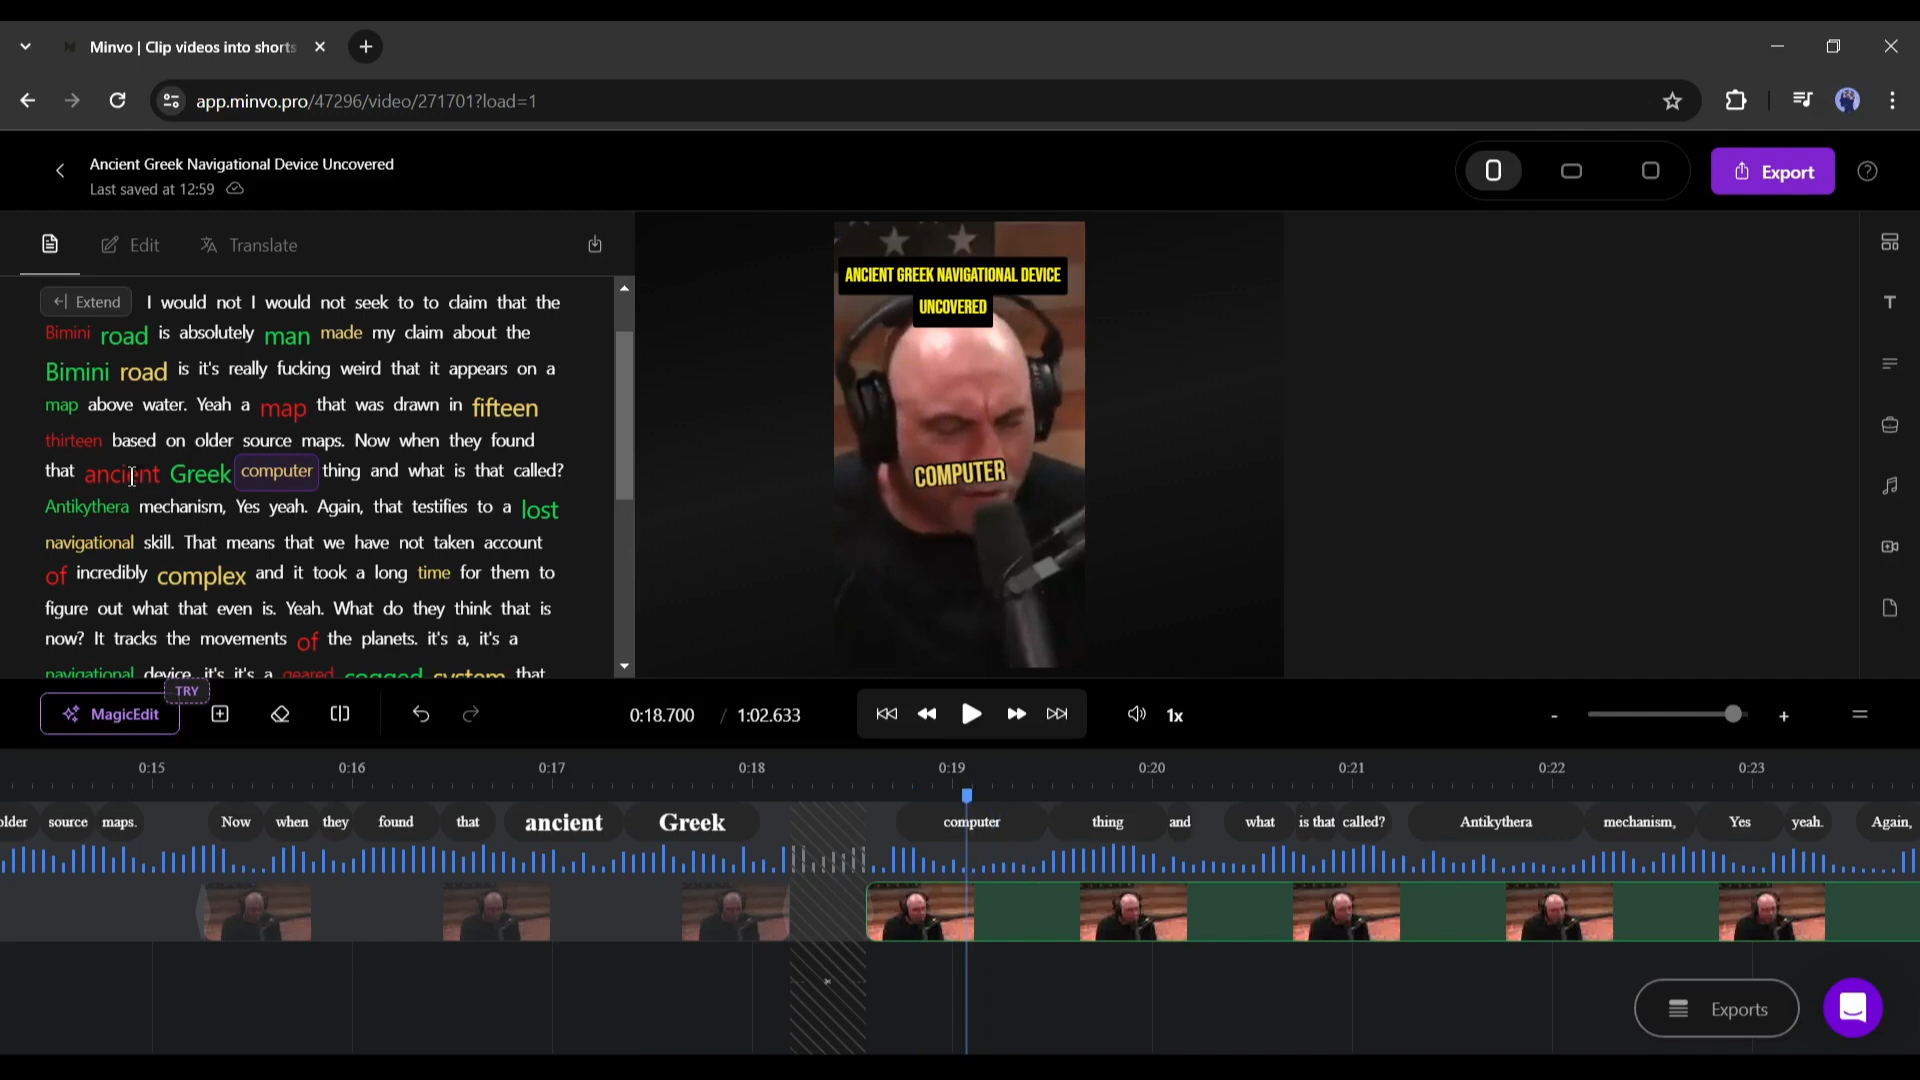 Minvo | Clip videos into shorts
app.minvo.pro/47296/video/271701?load=1
Ancient Greek Navigational Device Uncovered
Last saved at 12:59
Export
Edit
Translate
Extend I would not I would not seek to to claim that the
Bimini road is absolutely man made my claim about the
Bimini road is it's really fucking weird that it appears on a
map above water. Yeah a map that was drawn in fifteen
thirteen based on older source maps. Now when they found
that ancient Greek computer thing and what is that called?
Antikythera mechanism, Yes yeah. Again, that testifies to a lost
navigational skill. That means that we have not taken account
of incredibly complex and it took a long time for them to
figure out what that even is. Yeah. What do they think that is
now? It tracks the movements of the planets. it's a, it's a
navigational device, it's it's a geared cogged system that
ANCIENT GREEK NAVIGATIONAL DEVICE
UNCOVERED
COMPUTER
TRY
MagicEdit
0:18.700 / 1:02.633
1x
- +
0:15 0:16 0:17 0:18 0:19 0:20 0:21 0:22 0:23
older source maps. Now when they found that ancient Greek computer thing and what is that called? Antikythera mechanism, Yes yeah. Again,
Exports